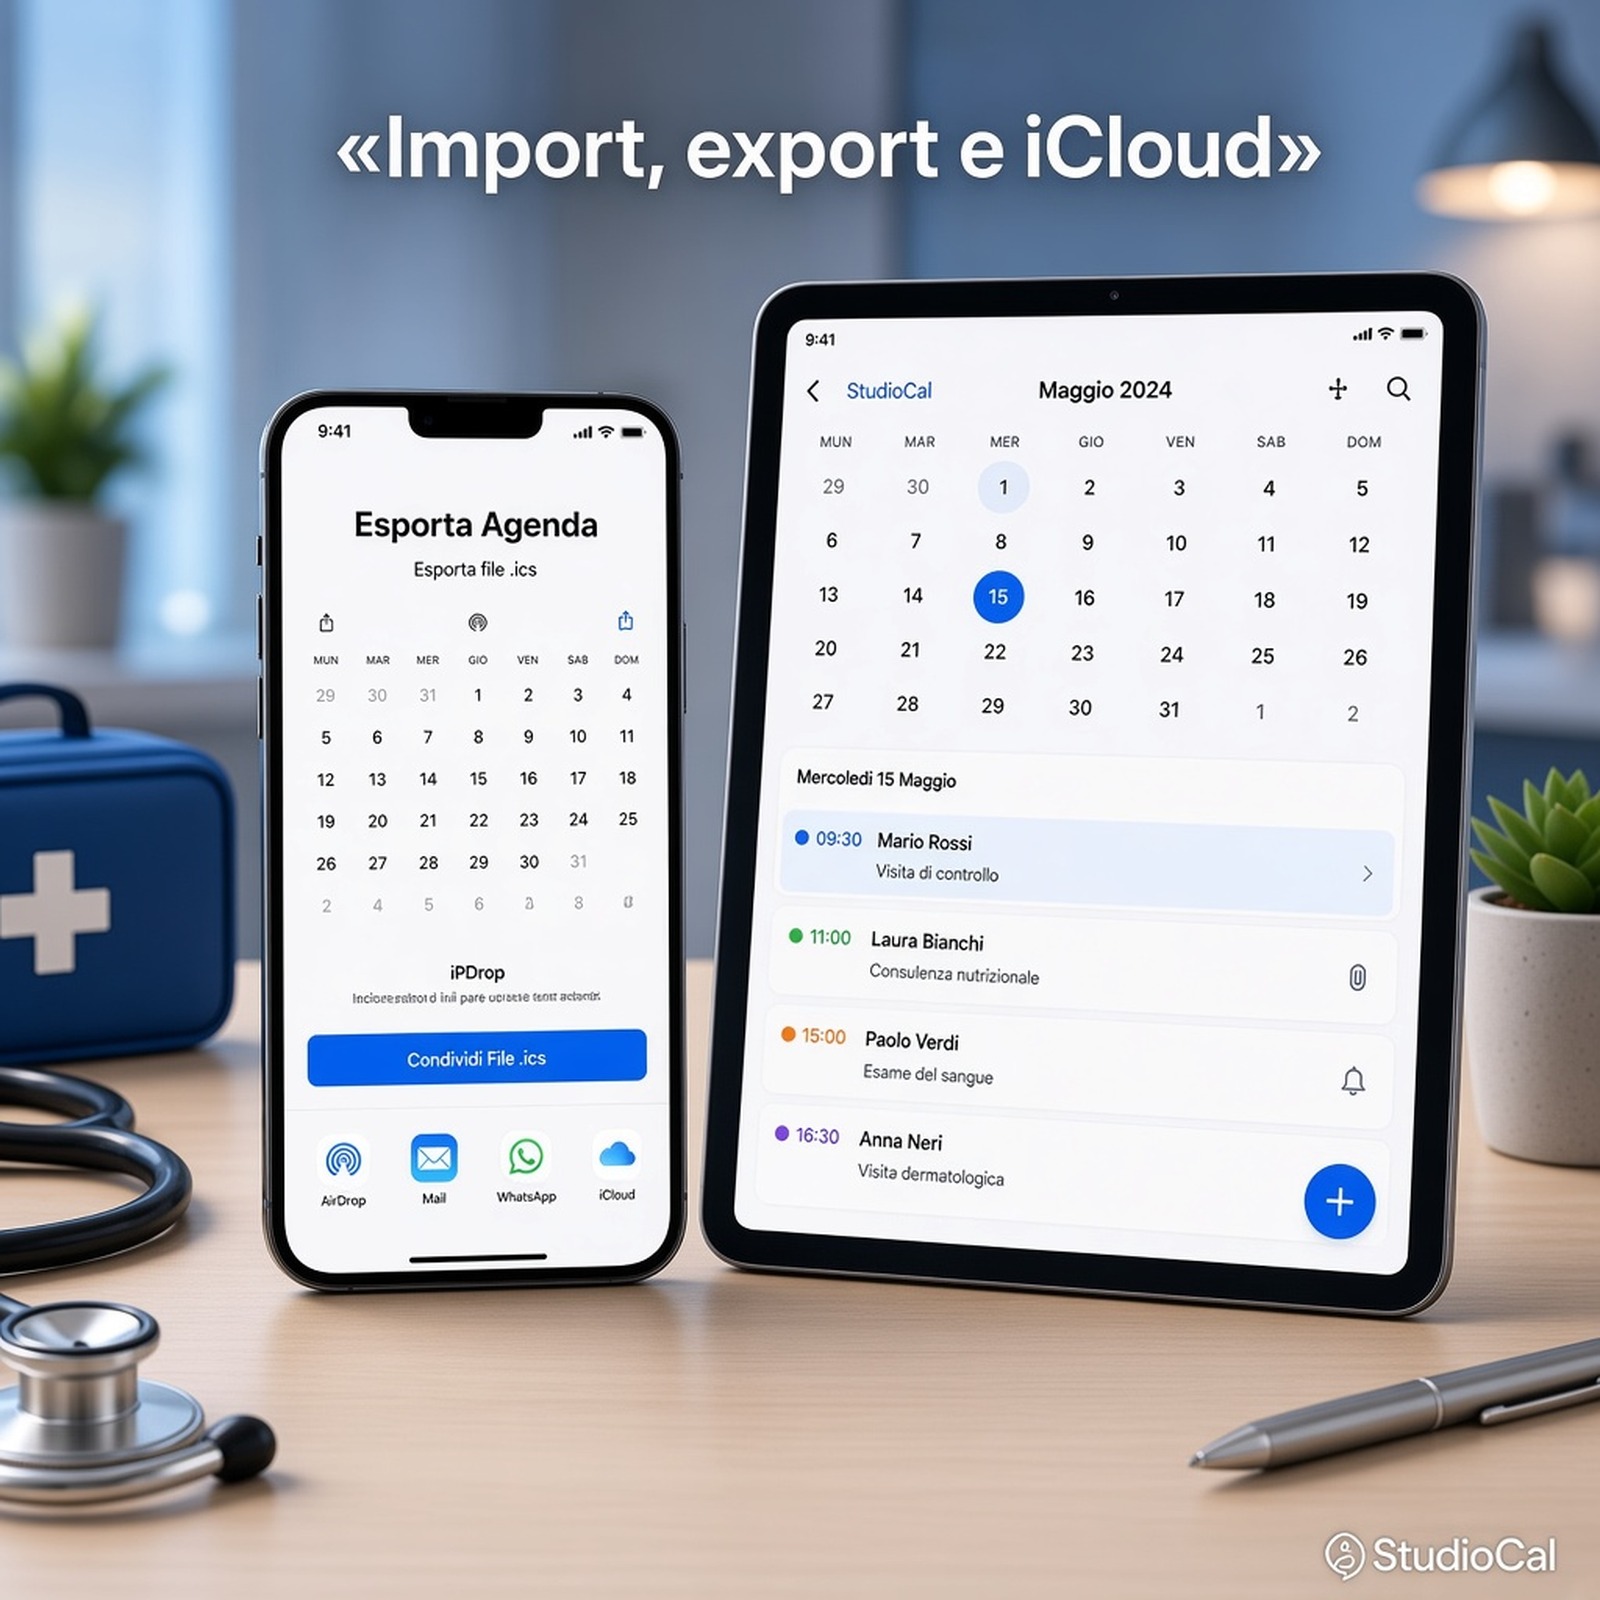 «Import, export e iCloud»
9:41
Esporta Agenda
Esporta file .ics
MUN MAR MER GIO VEN SAB DOM
29 30 31 1 2 3 4
5 6 7 8 9 10 11
12 13 14 15 16 17 18
19 20 21 22 23 24 25
26 27 28 29 30 31
2 4 5 6 8
iPDrop
Condividi File .ics
AirDrop Mail WhatsApp iCloud
9:41
StudioCal Maggio 2024
MUN MAR MER GIO VEN SAB DOM
29 30 1 2 3 4 5
6 7 8 9 10 11 12
13 14 15 16 17 18 19
20 21 22 23 24 25 26
27 28 29 30 31 1 2
Mercoledi 15 Maggio
09:30 Mario Rossi
Visita di controllo
11:00 Laura Bianchi
Consulenza nutrizionale
15:00 Paolo Verdi
Esame del sangue
16:30 Anna Neri
Visita dermatologica
StudioCal